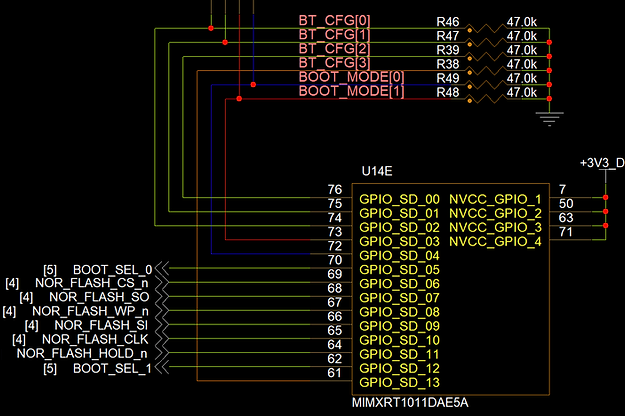 BT_CFG[0] R46 47.0k
BT_CFG[1] R47 47.0k
BT_CFG[2] R39 47.0k
BT_CFG[3] R38 47.0k
BOOT_MODE[0] R49 47.0k
BOOT_MODE[1] R48 47.0k
+3V3_D
U14E
76 GPIO_SD_00 NVCC_GPIO_1 7
75 GPIO_SD_01 NVCC_GPIO_2 50
74 GPIO_SD_02 NVCC_GPIO_3 63
73 GPIO_SD_03 NVCC_GPIO_4 71
72 GPIO_SD_04
[5] BOOT_SEL_0 70 GPIO_SD_05
[4] NOR_FLASH_CS_n 69 GPIO_SD_06
[4] NOR_FLASH_SO 68 GPIO_SD_07
[4] NOR_FLASH_WP_n 67 GPIO_SD_08
[4] NOR_FLASH_SI 66 GPIO_SD_09
[4] NOR_FLASH_CLK 65 GPIO_SD_10
NOR_FLASH_HOLD_n 64 GPIO_SD_11
[5] BOOT_SEL_1 62 GPIO_SD_12
61 GPIO_SD_13
MIMXRT1011DAE5A